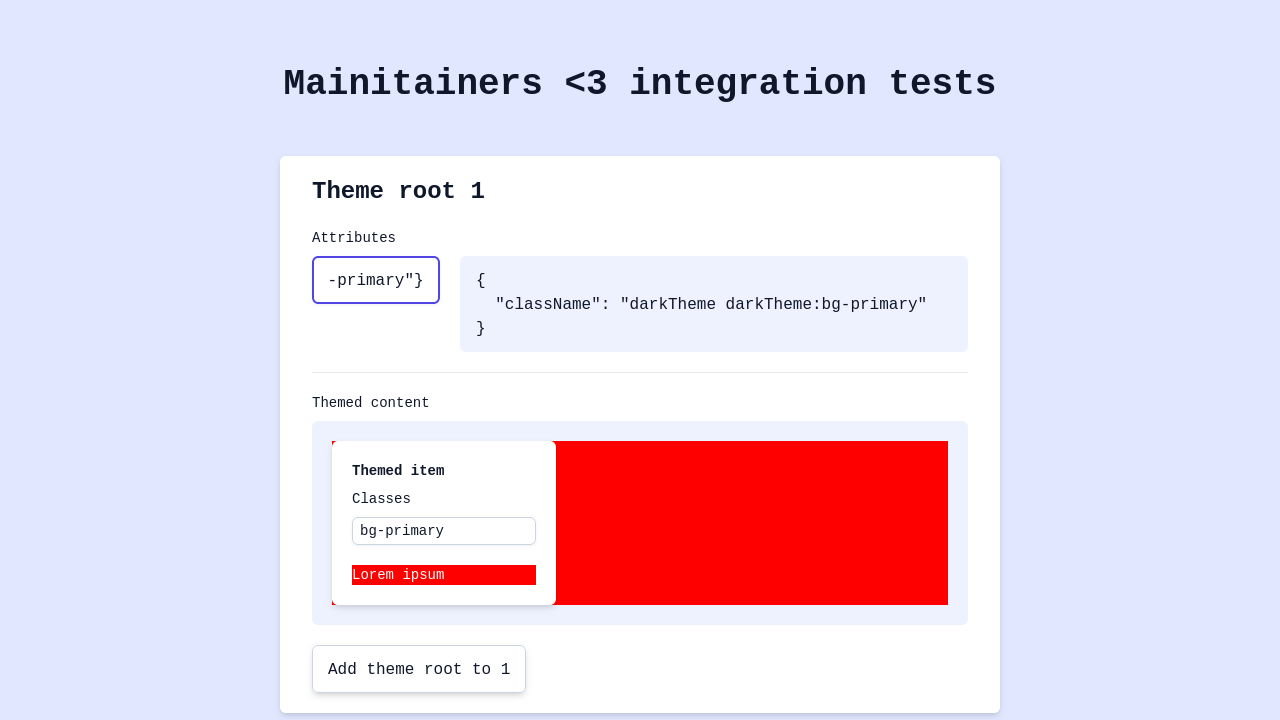 Mainitainers <3 integration tests
Theme root 1
Attributes
-primary"}
{
  "className": "darkTheme darkTheme:bg-primary"
}
Themed content
Themed item
Classes
bg-primary
Lorem ipsum
Add theme root to 1